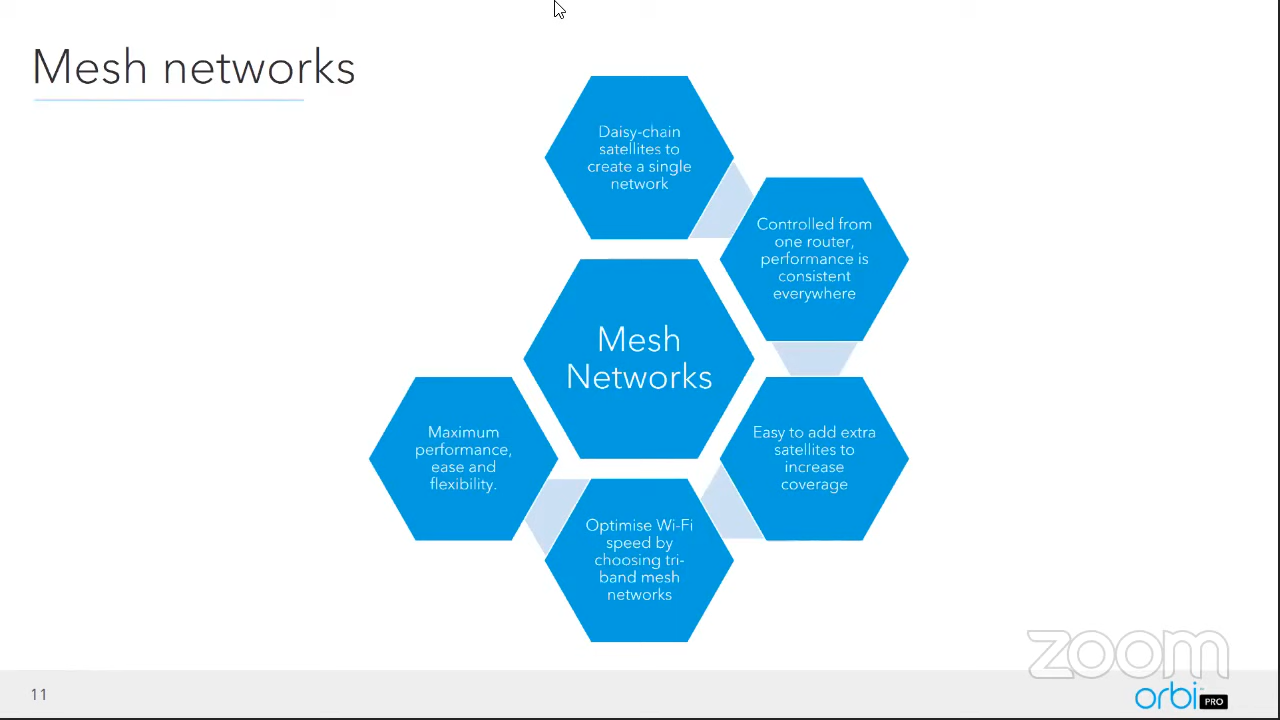 Mesh networks
Daisy-chain
satellites to
create a single
network
Controlled from
one router,
performance is
consistent
everywhere
Mesh
Networks
Easy to add extra
satellites to
increase
coverage
Optimise Wi-Fi
speed by
choosing tri-
band mesh
networks
Maximum
performance,
ease and
flexibility.
zoom
11
orbi PRO